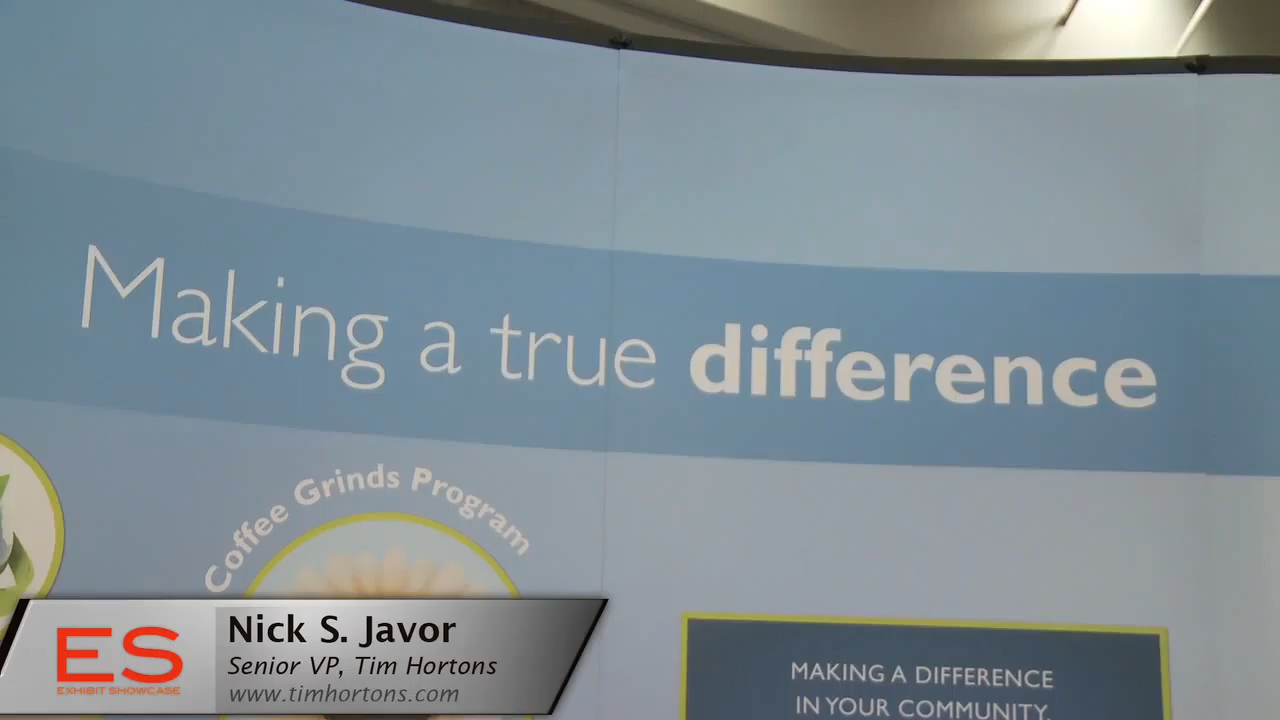 Making a true difference
Coffee Grinds Program
MAKING A DIFFERENCE
IN YOUR COMMUNITY.
ES
EXHIBIT SHOWCASE
Nick S. Javor
Senior VP, Tim Hortons
www.timhortons.com